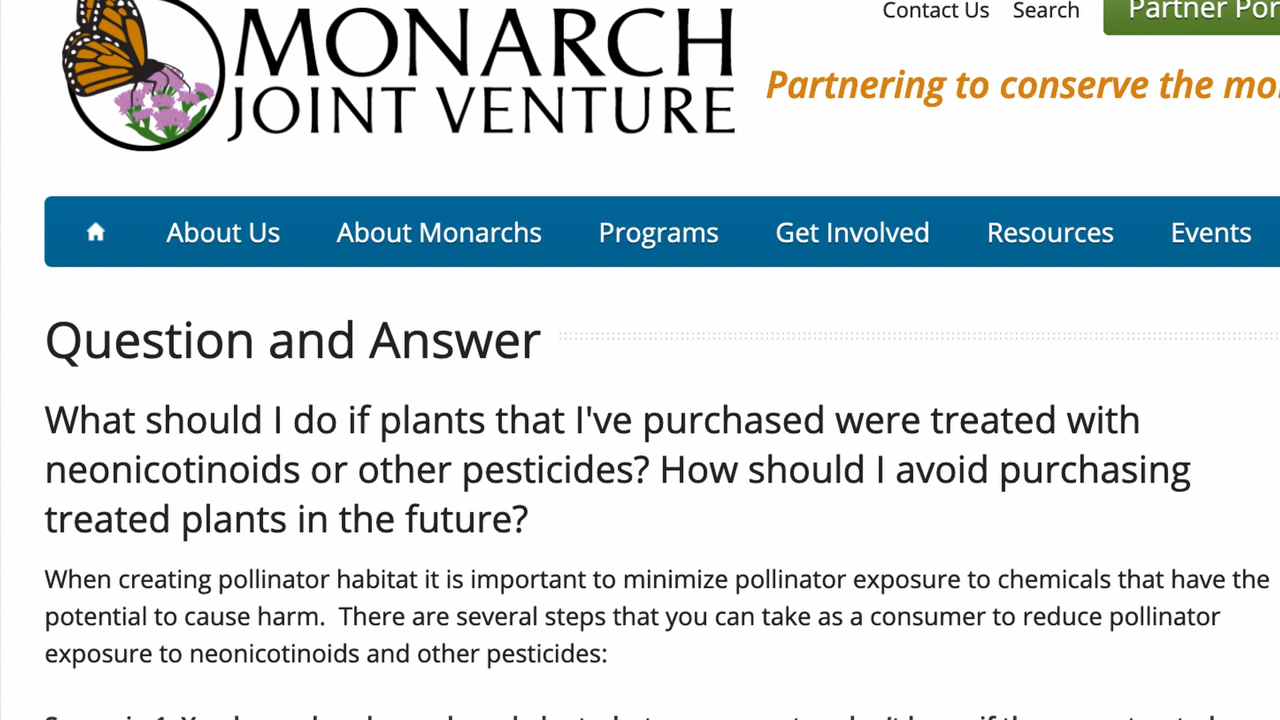 MONARCH
JOINT VENTURE
Contact Us Search Partner
Partnering to conserve the
About Us About Monarchs Programs Get Involved Resources Events
Question and Answer
What should I do if plants that I've purchased were treated with
neonicotinoids or other pesticides? How should I avoid purchasing
treated plants in the future?
When creating pollinator habitat it is important to minimize pollinator exposure to chemicals that have the
potential to cause harm. There are several steps that you can take as a consumer to reduce pollinator
exposure to neonicotinoids and other pesticides: